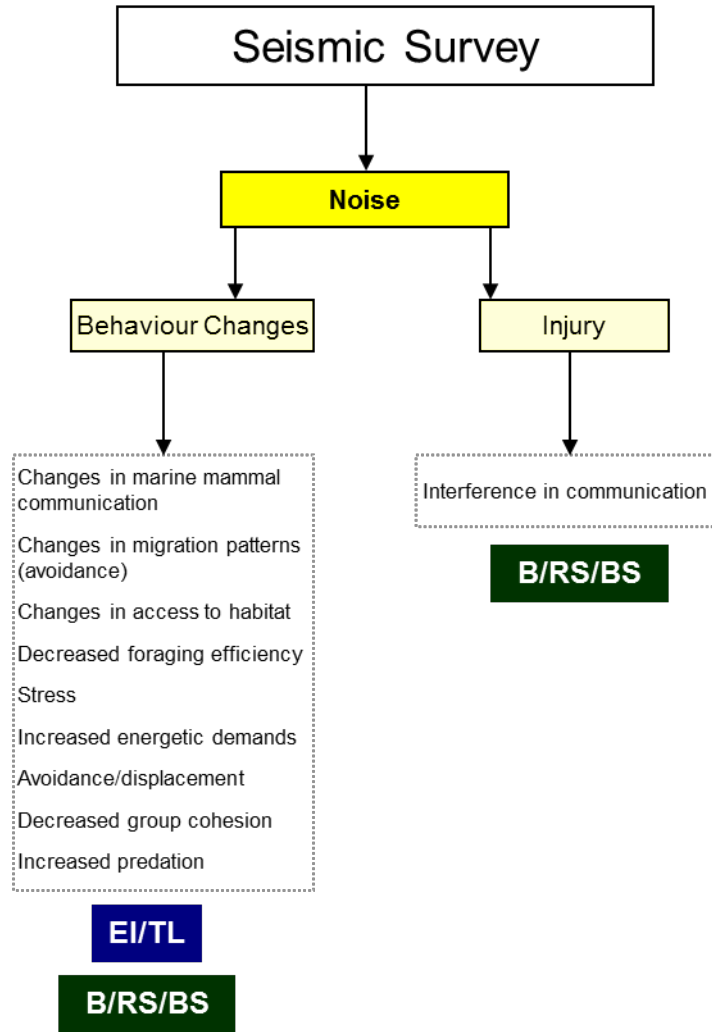 Seismic Survey
Noise
Behaviour Changes
Injury
Changes in marine mammal
communication
Changes in migration patterns
(avoidance)
Changes in access to habitat
Decreased foraging efficiency
Stress
Increased energetic demands
Avoidance/displacement
Decreased group cohesion
Increased predation
EI/TL
B/RS/BS
Interference in communication
B/RS/BS